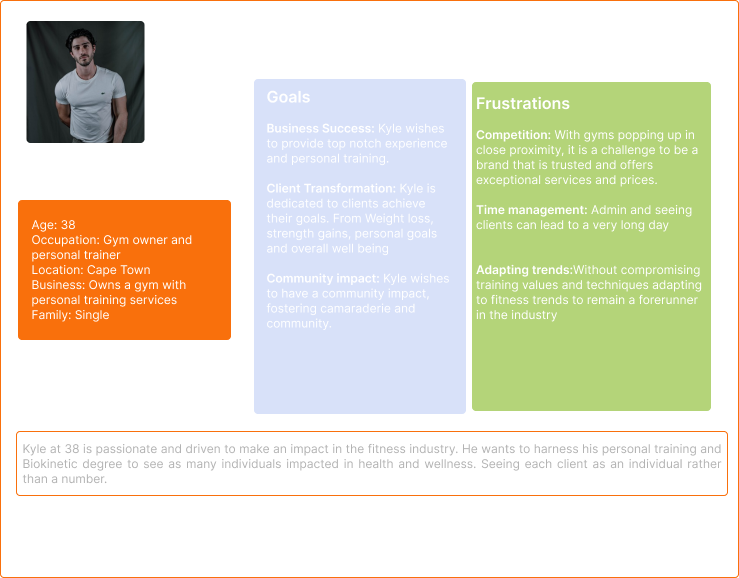 Goals
Business Success: Kyle wishes
to provide top notch experience
and personal training.
Client Transformation: Kyle is
dedicated to clients achieve
their goals. From Weight loss,
strength gains, personal goals
and overall well being
Community impact: Kyle wishes
to have a community impact,
fostering camaraderie and
community.
Frustrations
Competition: With gyms popping up in
close proximity, it is a challenge to be a
brand that is trusted and offers
exceptional services and prices.
Time management: Admin and seeing
clients can lead to a very long day
Adapting trends:Without compromising
training values and techniques adapting
to fitness trends to remain a forerunner
in the industry
Age: 38
Occupation: Gym owner and
personal trainer
Location: Cape Town
Business: Owns a gym with
personal training services
Family: Single
Kyle at 38 is passionate and driven to make an impact in the fitness industry. He wants to harness his personal training and
Biokinetic degree to see as many individuals impacted in health and wellness. Seeing each client as an individual rather
than a number.